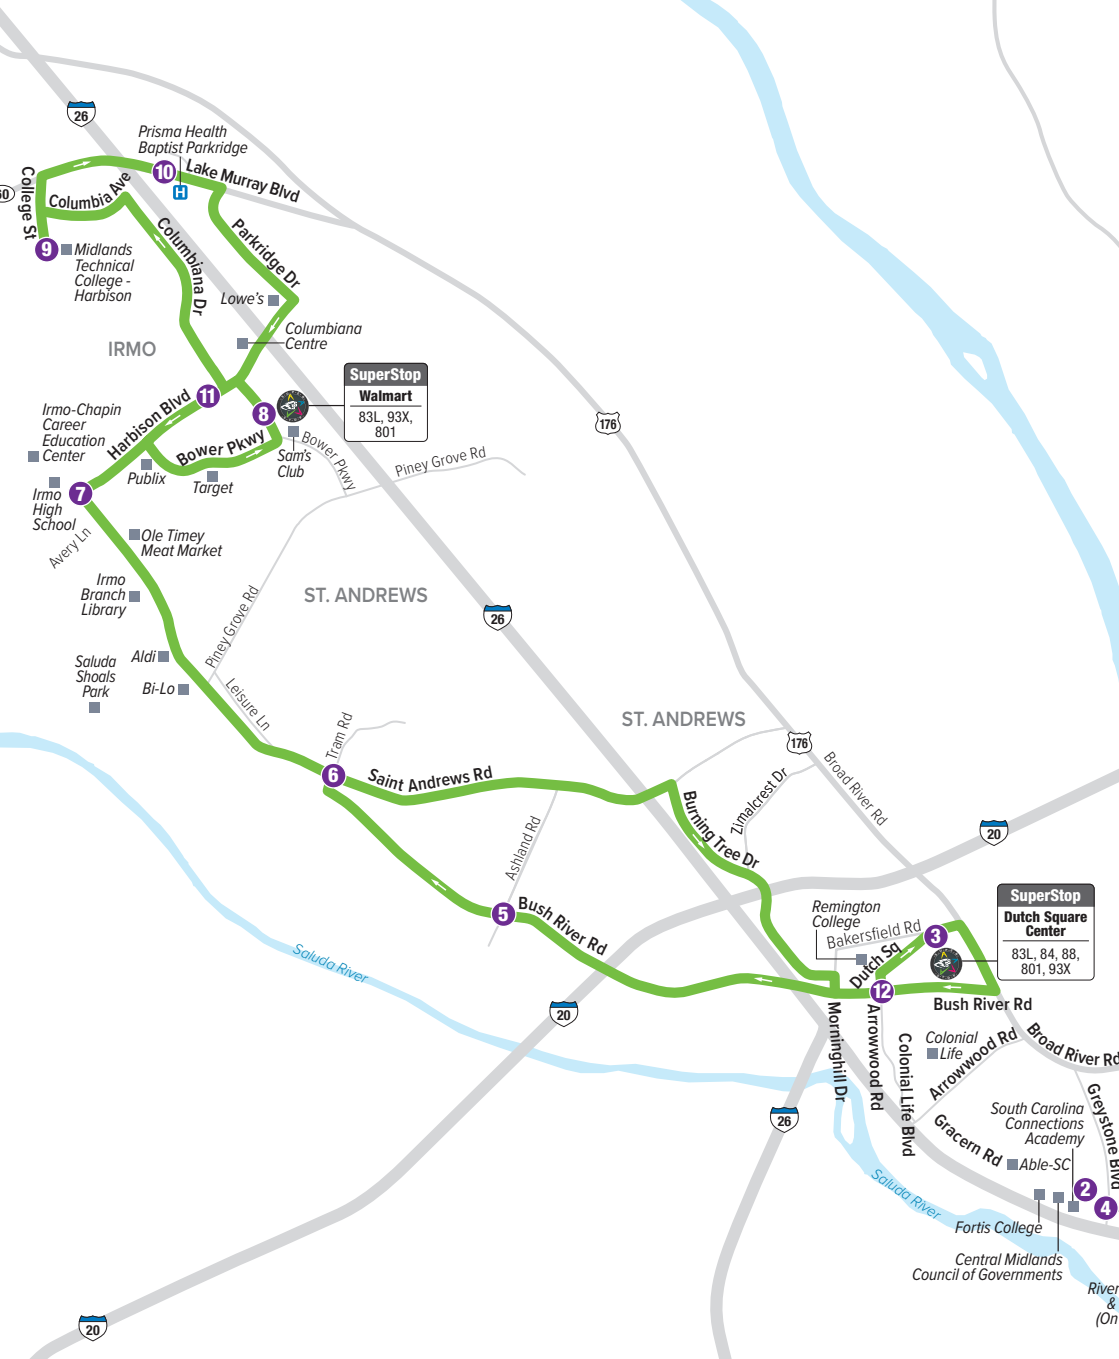 26
Prisma Health
Baptist Parkridge
10
Lake Murray Blvd
H
60
College St
Columbia Ave
9
Midlands
Technical
College -
Harbison
Columbiana Dr
Parkridge Dr
Lowe's
Columbiana
Centre
IRMO
SuperStop
Walmart
83L, 93X,
801
11
8
Harbison Blvd
Irmo-Chapin
Career
Education
Center
Bower Pkwy
Bower Pkwy
Sam's
Club
Publix
Target
Piney Grove Rd
176
7
Irmo
High
School
Avery Ln
Ole Timey
Meat Market
Irmo
Branch
Library
ST. ANDREWS
26
Piney Grove Rd
Aldi
Saluda
Shoals
Park
Bi-Lo
Leisure Ln
Tram Rd
ST. ANDREWS
176
Broad River Rd
6
Saint Andrews Rd
Burning Tree Dr
Zimalcrest Dr
20
Ashland Rd
5
Bush River Rd
Remington
College
Bakersfield Rd
3
Dutch Sq
SuperStop
Dutch Square
Center
83L, 84, 88,
801, 93X
12
Bush River Rd
Saluda River
20
Morninghill Dr
Arrowwood Rd
Colonial Life Blvd
Colonial
Life
Arrowwood Rd
Broad River Rd
Greystone Blvd
26
South Carolina
Connections
Academy
Gracern Rd
Able-SC
2
4
Saluda River
Fortis College
Central Midlands
Council of Governments
River
&
(On
20